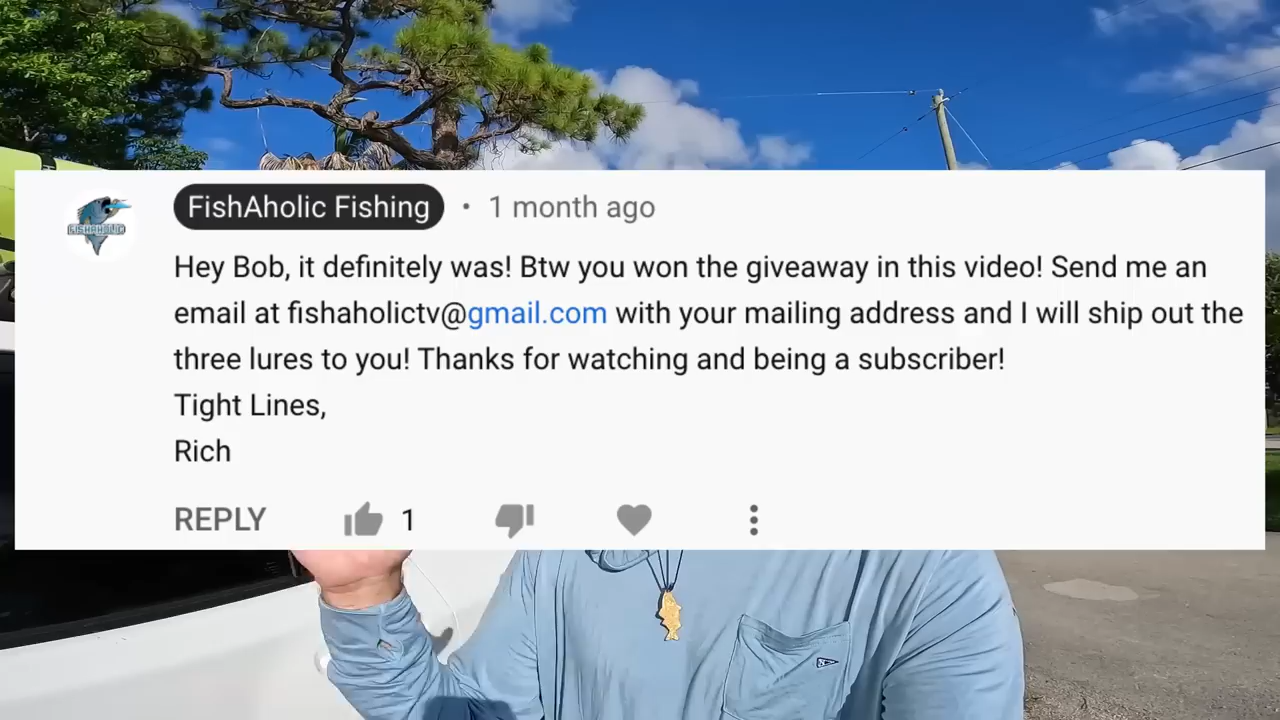 FishAholic Fishing • 1 month ago
FISHAHOLIC
Hey Bob, it definitely was! Btw you won the giveaway in this video! Send me an
email at fishaholictv@gmail.com with your mailing address and I will ship out the
three lures to you! Thanks for watching and being a subscriber!
Tight Lines,
Rich
REPLY 1